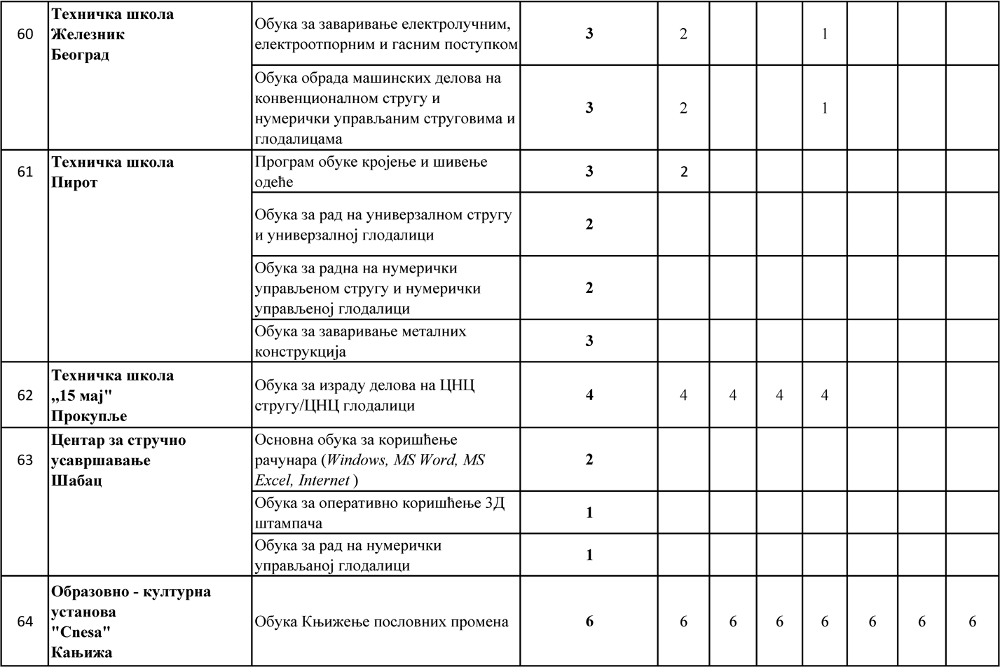 60
Техничка школа
Железник
Београд
Обука за заваривање електролучним,
електроотпорним и гасним поступком
3
2
1
Обука обрада машинских делова на
конвенционалном стругу и
нумерички управљаним струговима и
глодалицама
3
2
1
61
Техничка школа
Пирот
Програм обуке кројење и шивење
одеће
3
2
Обука за рад на универзалном стругу
и универзалној глодалици
2
Обука за радна на нумерички
управљеном стругу и нумерички
управљеној глодалици
2
Обука за заваривање металних
конструкција
3
62
Техничка школа
„15 мај"
Прокупље
Обука за израду делова на ЦНЦ
стругу/ЦНЦ глодалици
4
4
4
4
4
63
Центар за стручно
усавршавање
Шабац
Основна обука за коришћење
рачунара (Windows, MS Word, MS
Excel, Internet )
2
Обука за оперативно коришћење 3Д
штампача
1
Обука за рад на нумерички
управљаној глодалици
1
64
Образовно - културна
установа
"Cnesa"
Кањижа
Обука Књижење пословних промена
6
6
6
6
6
6
6
6